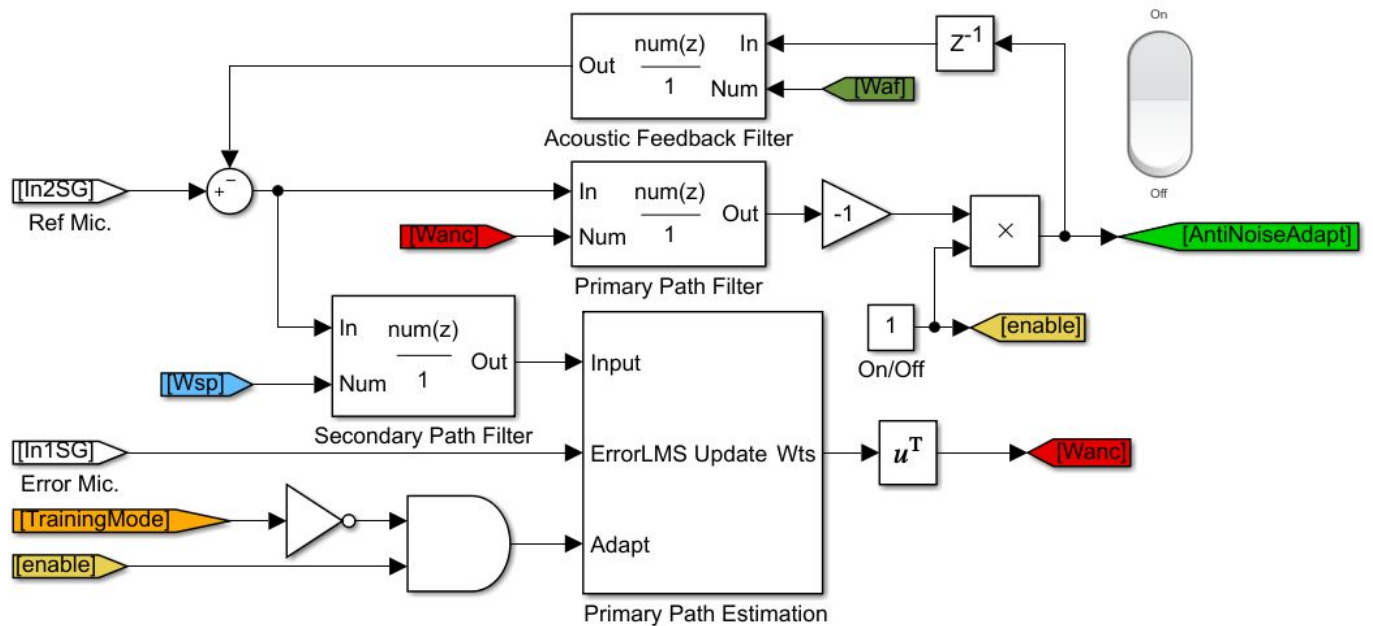 On
num(z)
In
Out
1
Num
Z-1
[Waf]
Acoustic Feedback Filter
Off
[In2SG]
+
−
Ref Mic.
In
num(z)
Out
[Wanc]
Num
1
-1
×
[AntiNoiseAdapt]
Primary Path Filter
In
num(z)
Out
[Wsp]
Num
1
Secondary Path Filter
1
[enable]
On/Off
Input
[In1SG]
Error Mic.
ErrorLMS Update Wts
uT
[Wanc]
[TrainingMode]
[enable]
Adapt
Primary Path Estimation